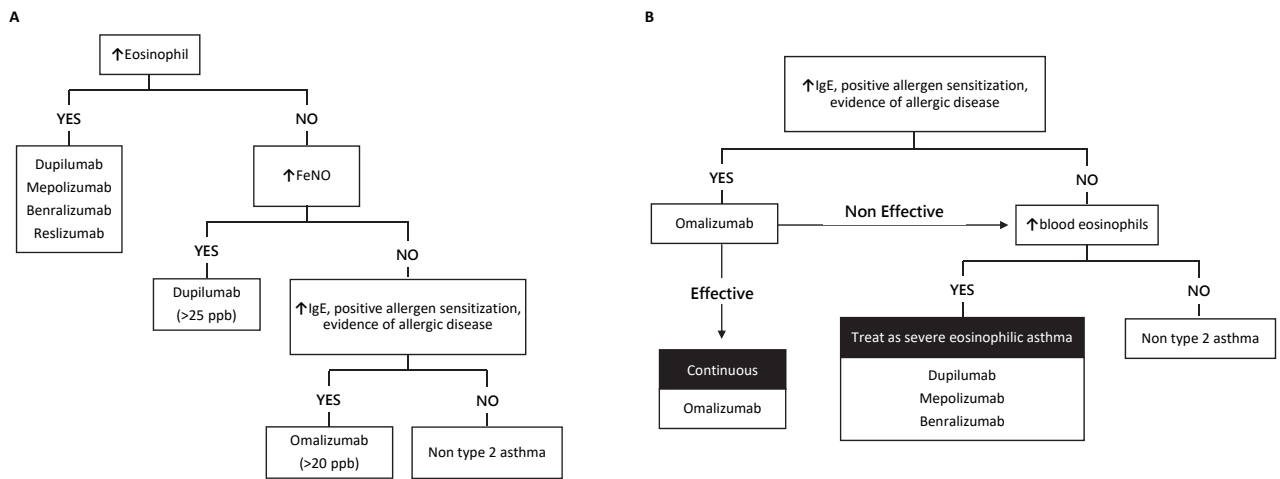 A
↑Eosinophil
YES
NO
Dupilumab
Mepolizumab
Benralizumab
Reslizumab
↑FeNO
YES
NO
Dupilumab
(>25 ppb)
↑IgE, positive allergen sensitization,
evidence of allergic disease
YES
NO
Omalizumab
(>20 ppb)
Non type 2 asthma
B
↑IgE, positive allergen sensitization,
evidence of allergic disease
YES
NO
Omalizumab
Non Effective
↑blood eosinophils
Effective
YES
NO
Continuous
Omalizumab
Treat as severe eosinophilic asthma
Dupilumab
Mepolizumab
Benralizumab
Non type 2 asthma